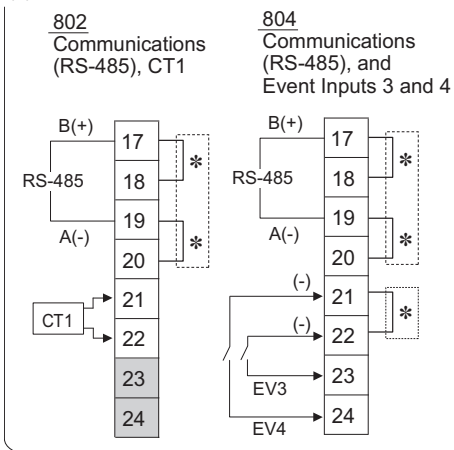 802
Communications
(RS-485), CT1
B(+)
17
RS-485
18
*
19
A(-)
20
*
21
CT1
22
23
24
804
Communications
(RS-485), and
Event Inputs 3 and 4
B(+)
17
*
RS-485
18
19
A(-)
*
20
(-)
21
*
(-)
22
23
EV3
24
EV4